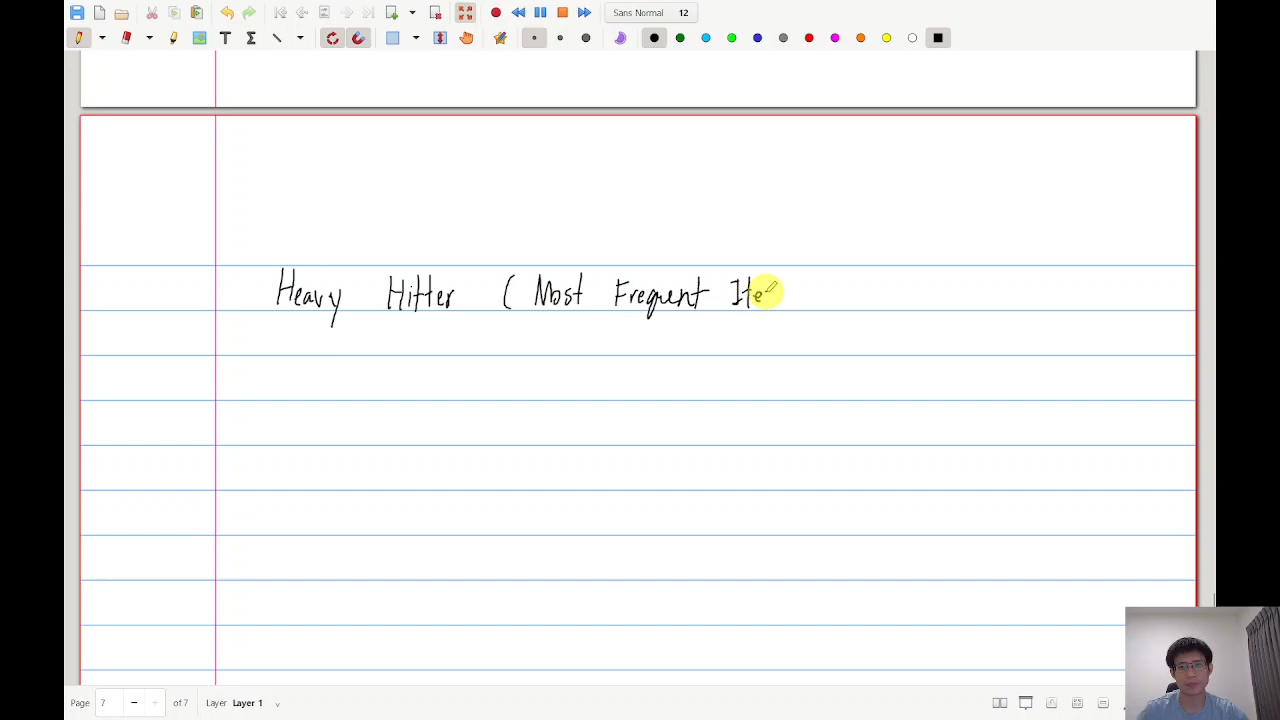 Sans Normal 12
Heavy Hitter ( Most Frequent Ite
Page 7 of 7 Layer Layer 1